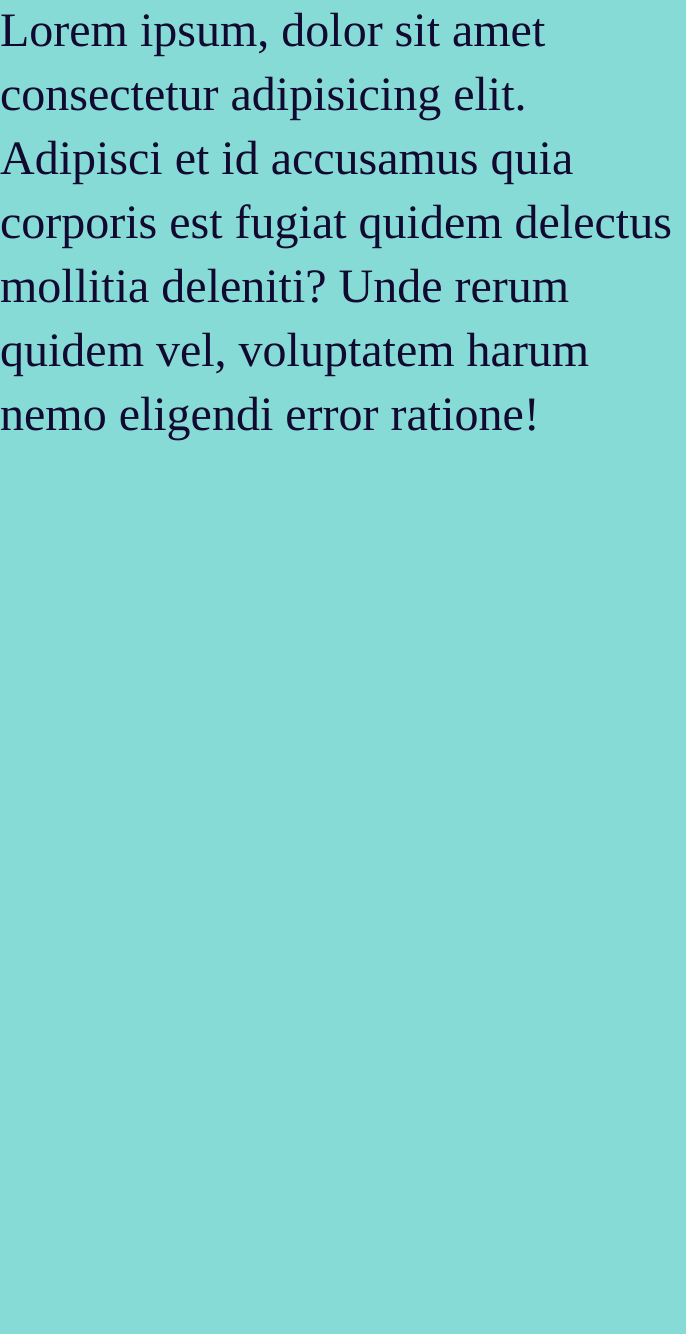 Lorem ipsum, dolor sit amet
consectetur adipisicing elit.
Adipisci et id accusamus quia
corporis est fugiat quidem delectus
mollitia deleniti? Unde rerum
quidem vel, voluptatem harum
nemo eligendi error ratione!